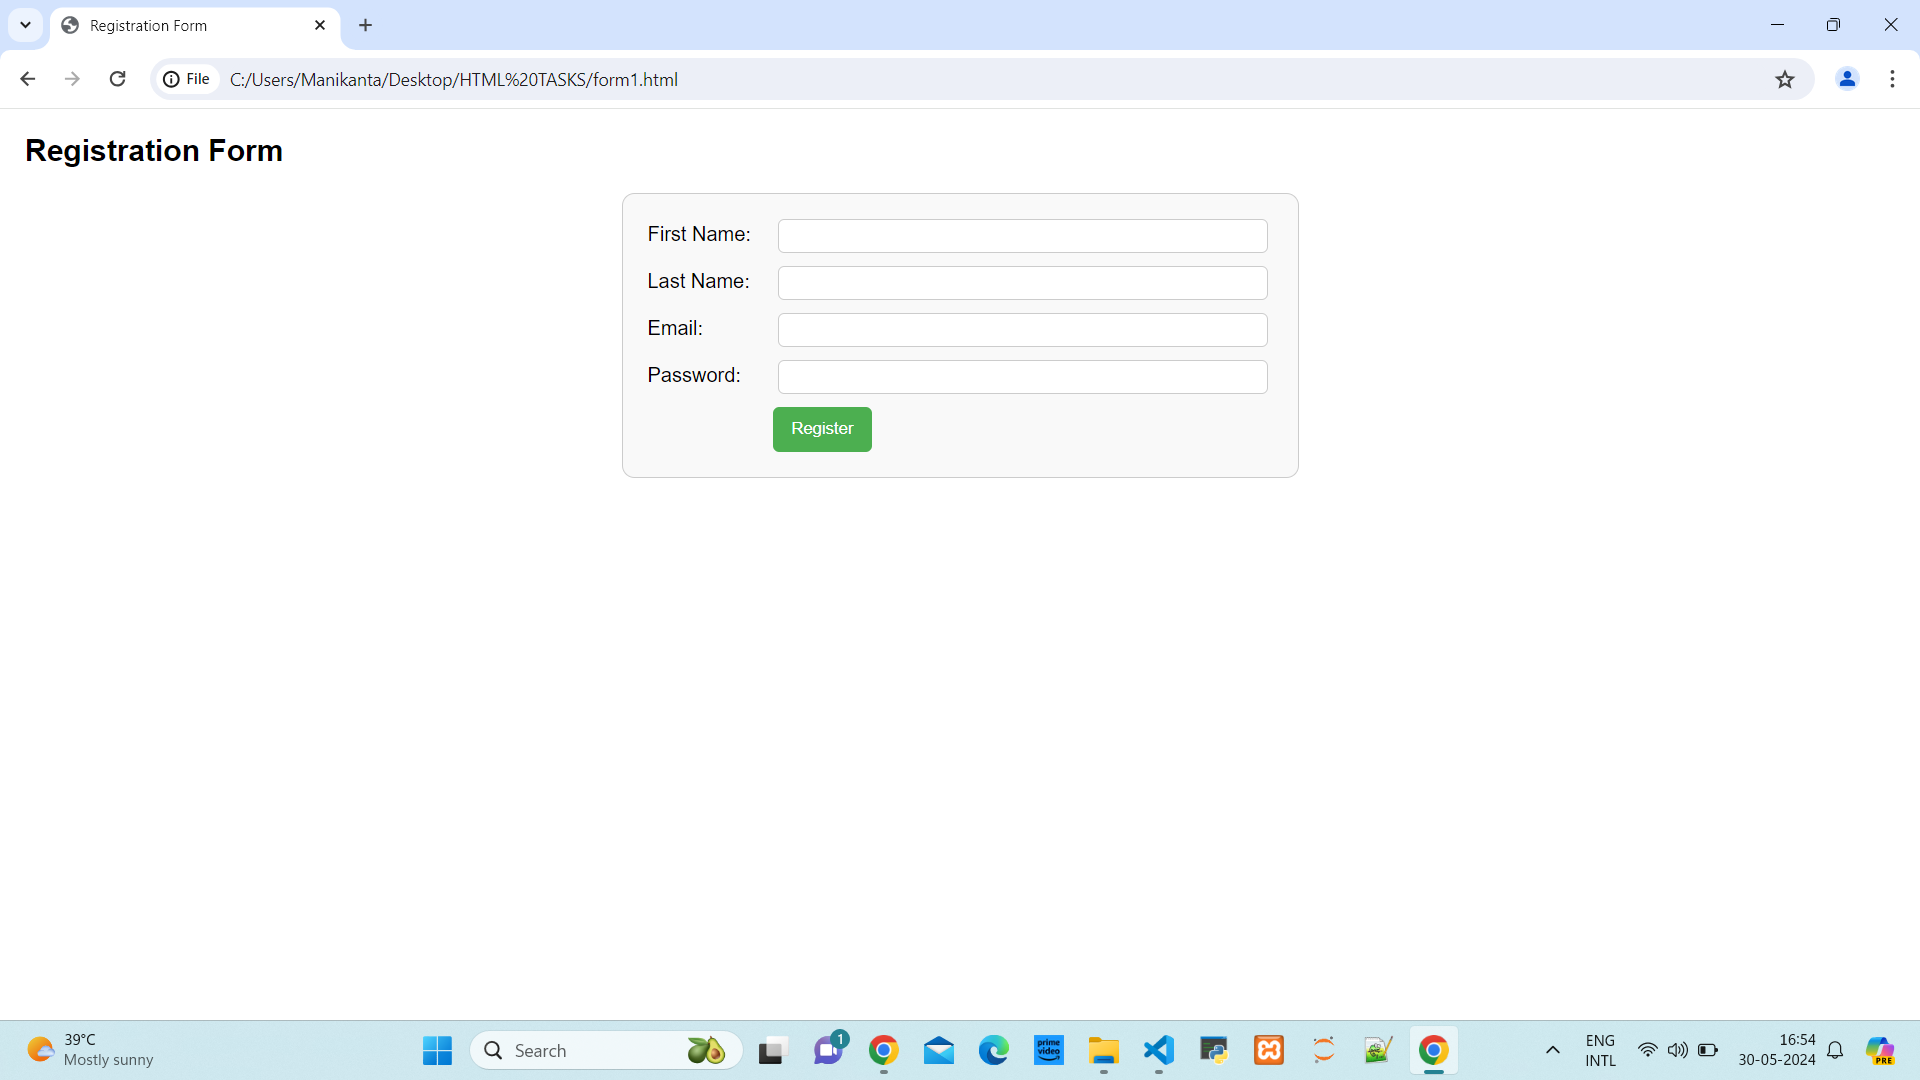 Registration Form
File
C:/Users/Manikanta/Desktop/HTML%20TASKS/form1.html
Registration Form
First Name:
Last Name:
Email:
Password:
Register
39°C
Mostly sunny
Search
1
prime
video
ENG
INTL
16:54
30-05-2024
PRE